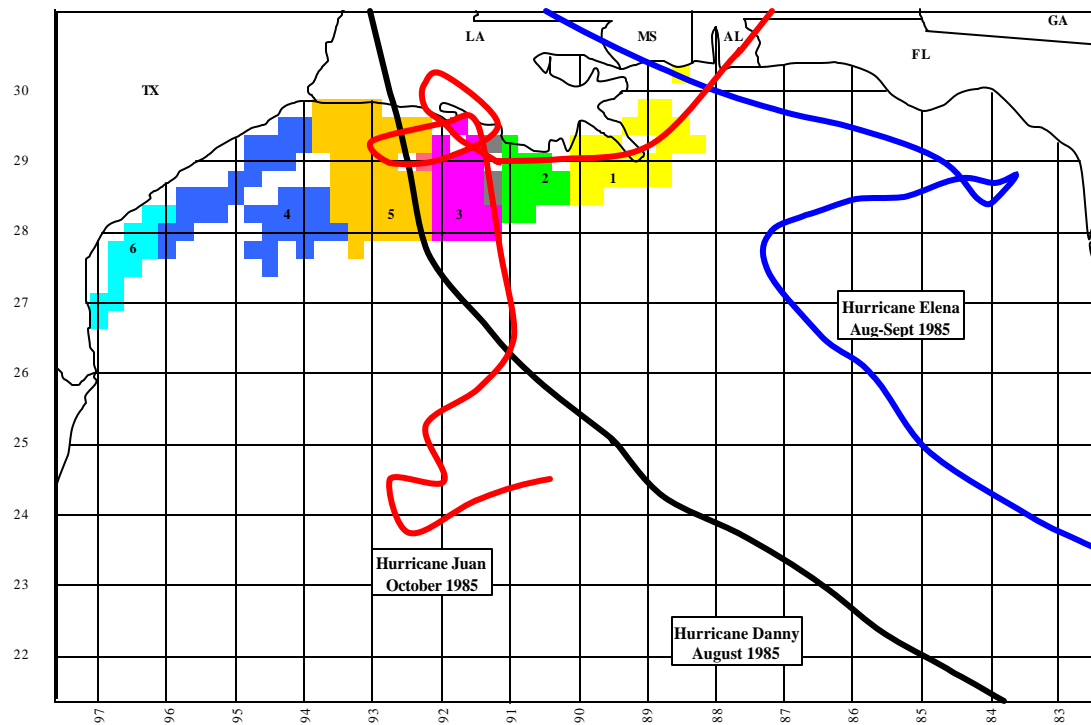 GA
LA
MS
AL
FL
TX
30
29
2
1
4
5
3
28
6
27
Hurricane Elena
Aug-Sept 1985
26
25
24
Hurricane Juan
October 1985
23
Hurricane Danny
August 1985
22
97
96
95
94
93
92
91
90
89
88
87
86
85
84
83